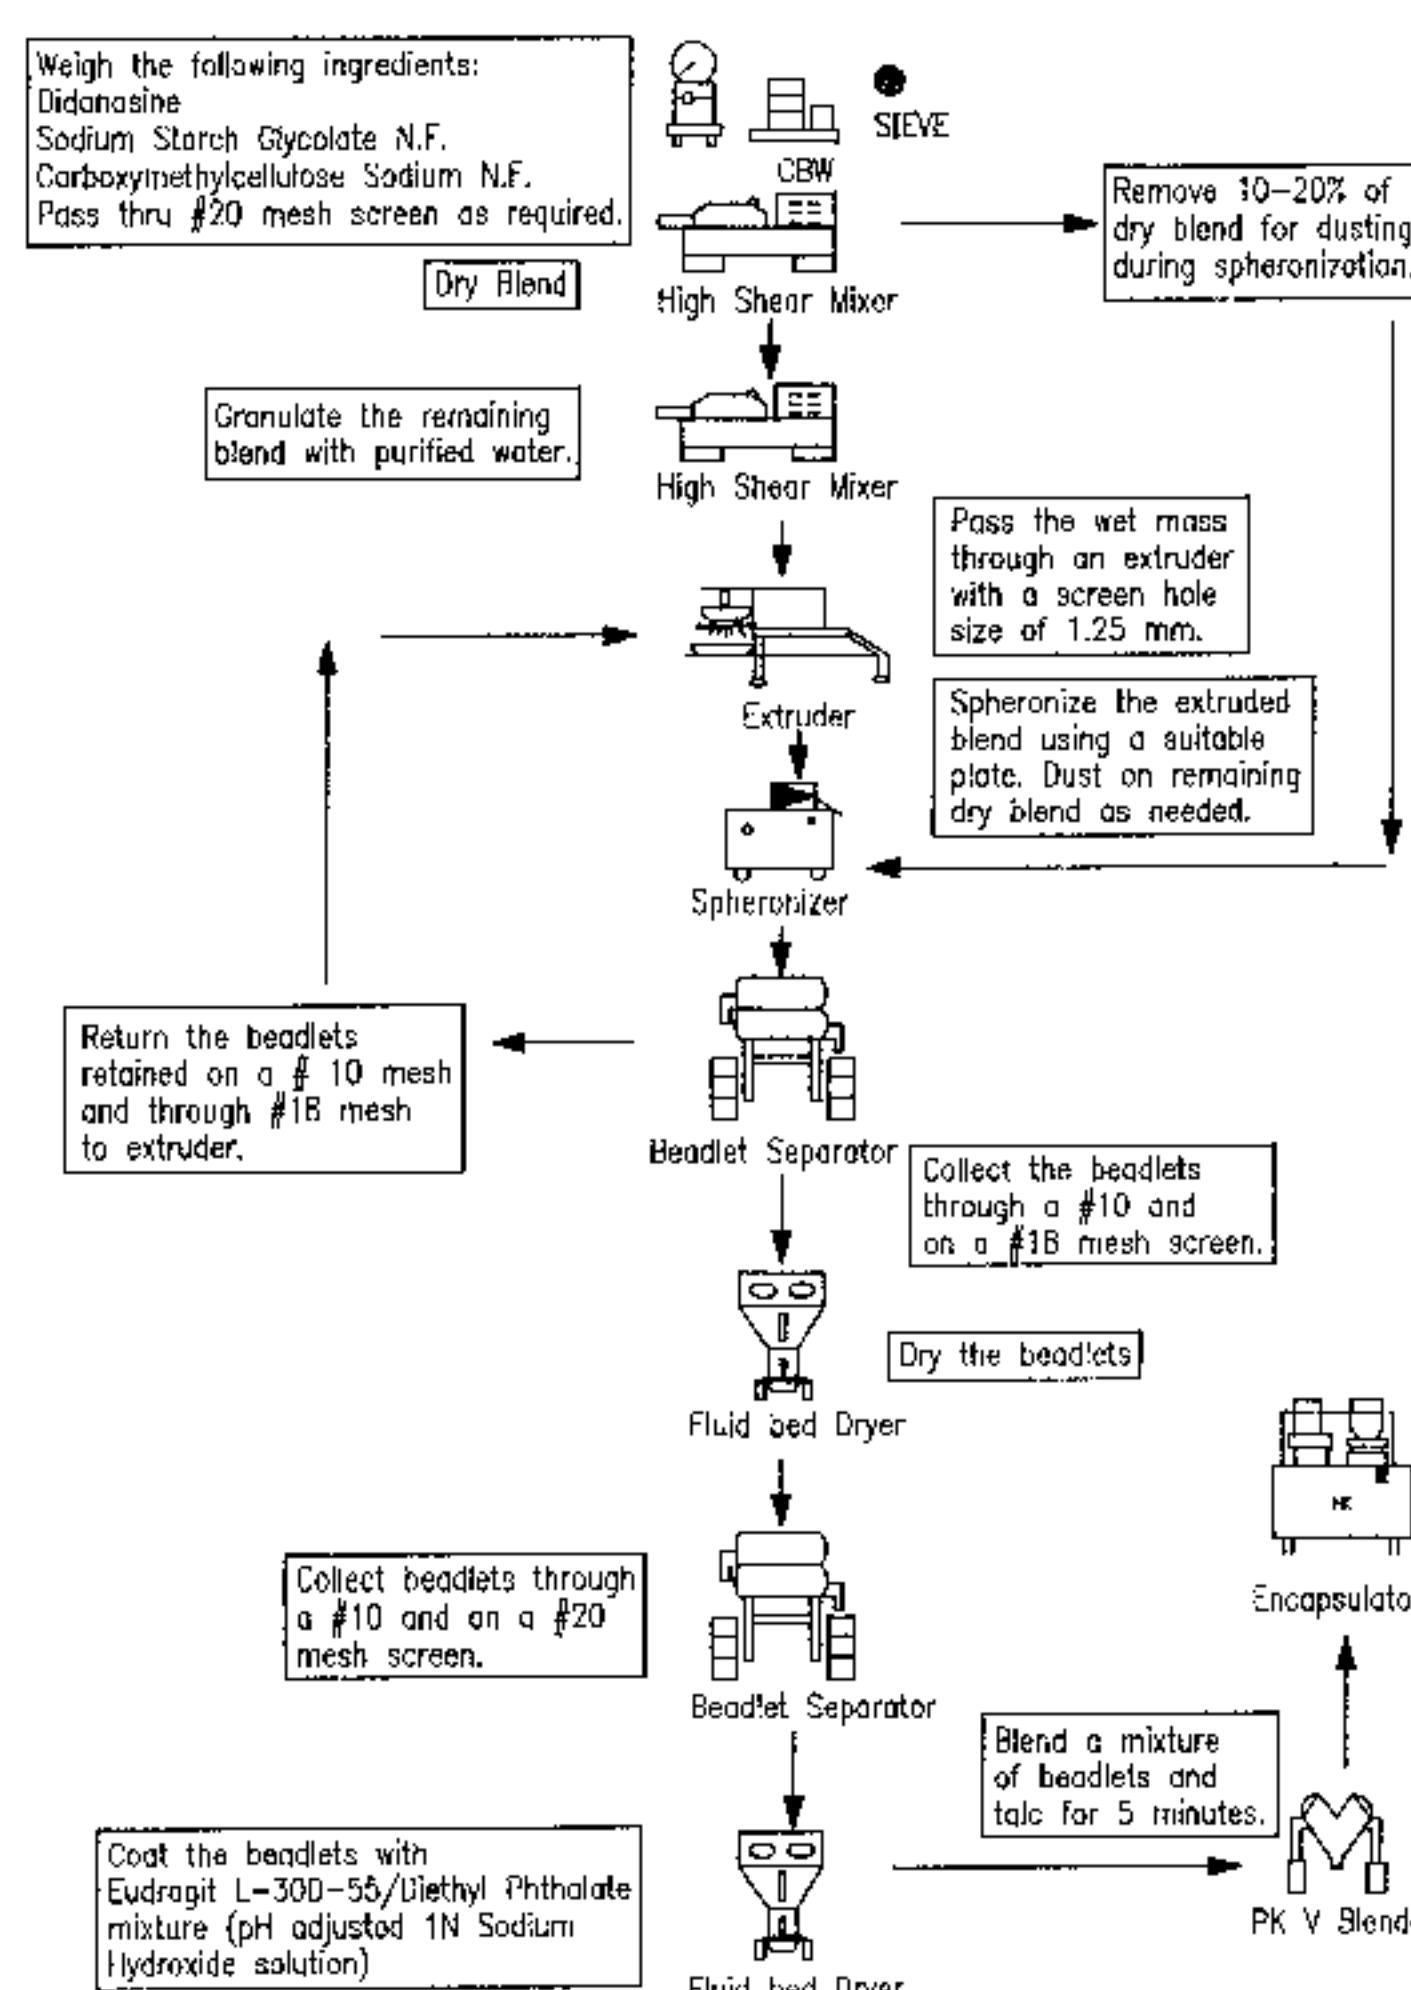 Weigh the following ingredients:
Didanosine
Sodium Starch Glycolate N.F.
Carboxymethylcellulose Sodium N.F.
Pass thru #20 mesh screen as required.
SIEVE
CBW
Remove 10-20% of
dry blend for dusting
during spheronization.
Dry Blend
High Shear Mixer
Granulate the remaining
blend with purified water.
High Shear Mixer
Pass the wet mass
through an extruder
with a screen hole
size of 1.25 mm.
Extruder
Spheronize the extruded
blend using a suitable
plate. Dust on remaining
dry blend as needed.
Spheronizer
Return the beadlets
retained on a # 10 mesh
and through #18 mesh
to extruder.
Beadlet Separator
Collect the beadlets
through a #10 and
on a #18 mesh screen.
Dry the beadlets
Fluid bed Dryer
Encapsulato
Collect beadlets through
a #10 and on a #20
mesh screen.
Beadlet Separator
Blend a mixture
of beadlets and
talc for 5 minutes.
PK V Blend
Coat the beadlets with
Eudragit L-30D-55/Diethyl Phthalate
mixture (pH adjusted 1N Sodium
Hydroxide solution)
Fluid bed Dryer